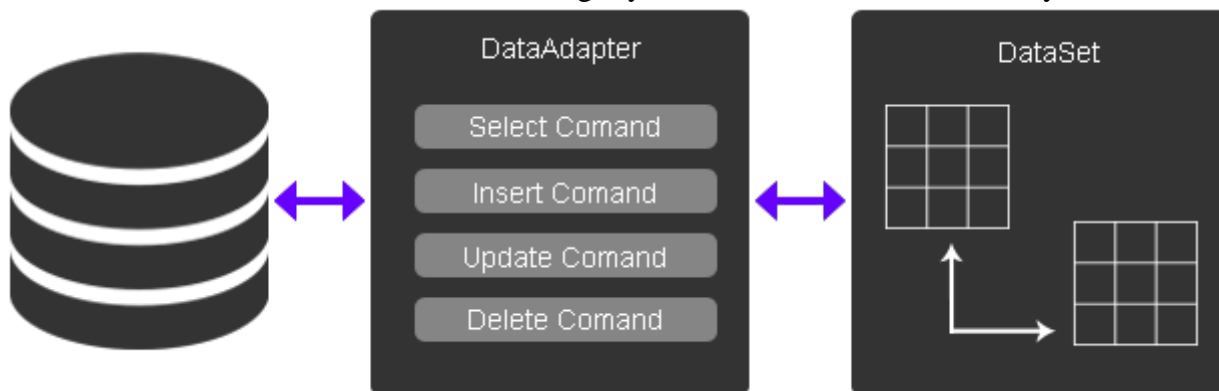 DataAdapter
Select Comand
Insert Comand
Update Comand
Delete Comand
DataSet